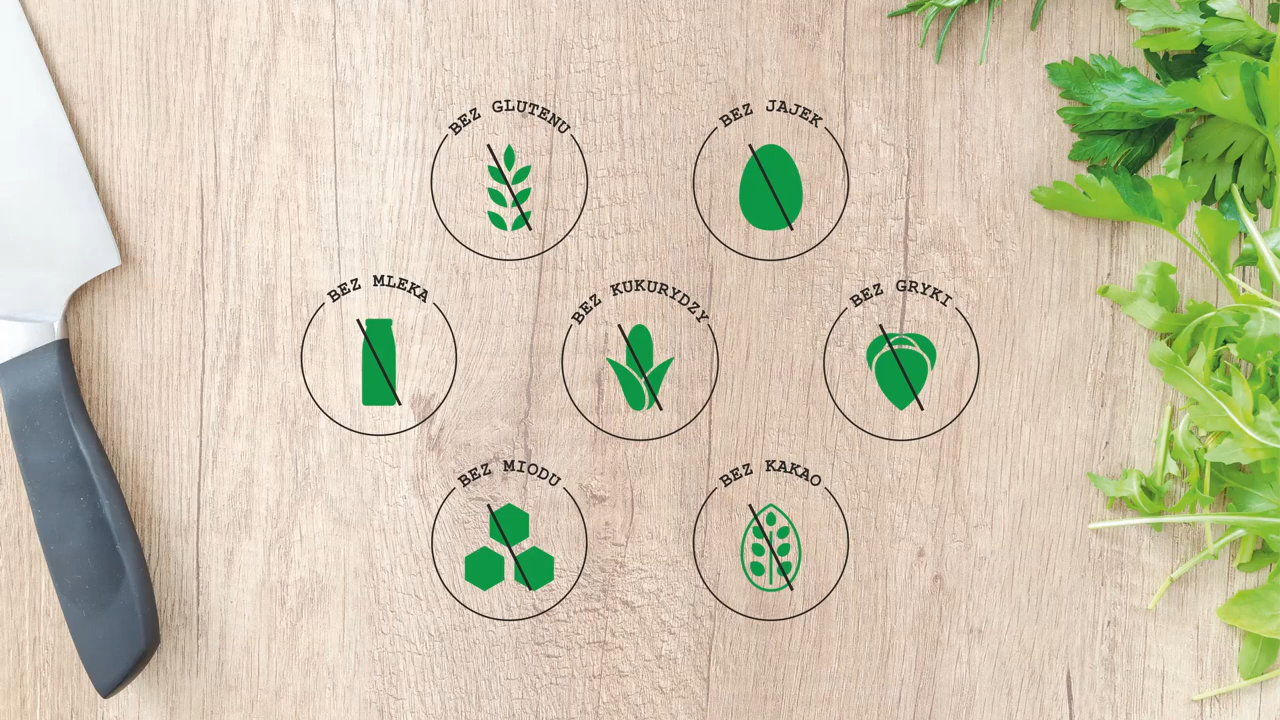 BEZ GLUTENU
BEZ JAJEK
BEZ MLEKA
BEZ KUKURYDZY
BEZ GRYKI
BEZ MIODU
BEZ KAKAO